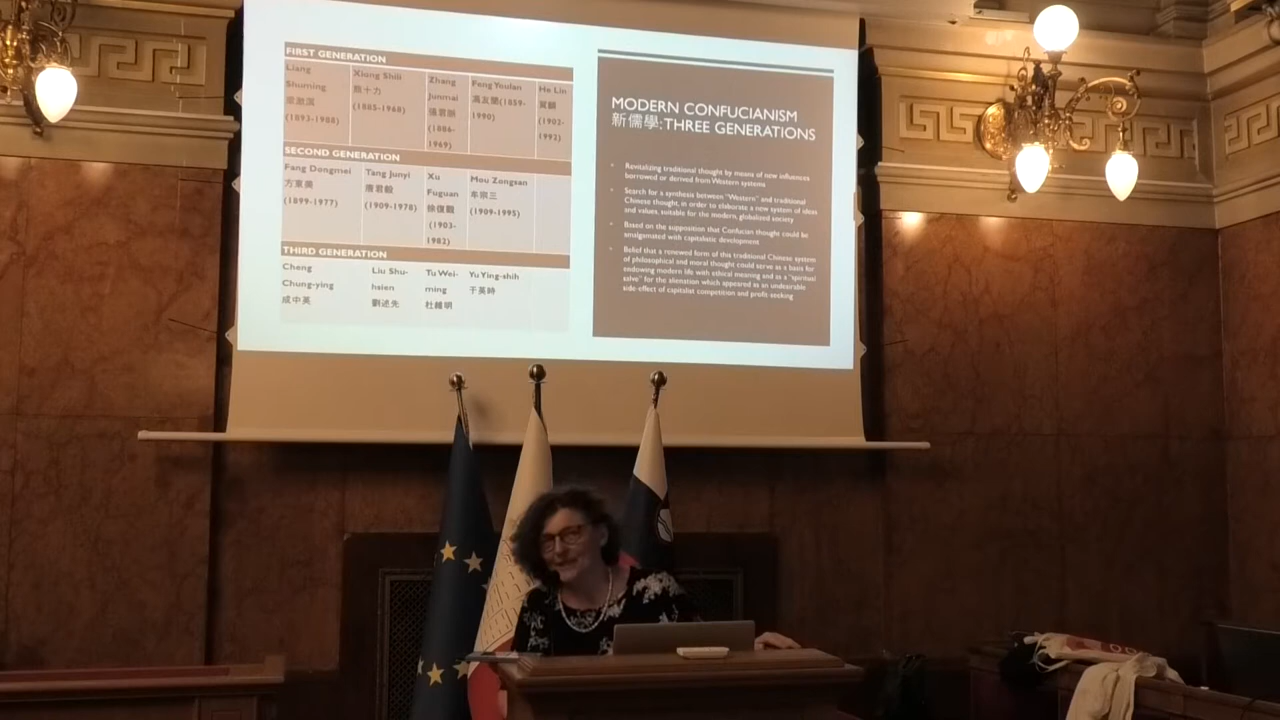 FIRST GENERATION
Liang Shuming 梁漱溟 (1893-1988)
Xiong Shili 熊十力 (1885-1968)
Zhang Junmai 張君勱 (1886-1969)
Feng Youlan 馮友蘭(1859-1990)
He Lin 賀麟 (1902-1992)
SECOND GENERATION
Fang Dongmei 方東美 (1899-1977)
Tang Junyi 唐君毅 (1909-1978)
Xu Fuguan 徐復觀 (1903-1982)
Mou Zongsan 牟宗三 (1909-1995)
THIRD GENERATION
Cheng Chung-ying 成中英
Liu Shu-hsien 劉述先
Tu Wei-ming 杜維明
Yu Ying-shih 于英時
MODERN CONFUCIANISM
新儒學: THREE GENERATIONS
Revitalizing traditional thought by means of new influences
borrowed or derived from Western systems
Search for a synthesis between "Western" and traditional
Chinese thought, in order to elaborate a new system of ideas
and values, suitable for the modern, globalized society
Based on the supposition that Confucian thought could be
amalgamated with capitalistic development
Belief that a renewed form of this traditional Chinese system
of philosophical and moral thought could serve as a basis for
endowing modern life with ethical meaning and as a "spiritual
salve" for the alienation which appeared as an undesirable
side-effect of capitalist competition and profit-seeking